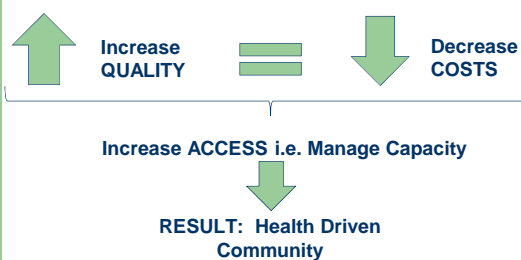 Increase
QUALITY
Decrease
COSTS
Increase ACCESS i.e. Manage Capacity
RESULT: Health Driven
Community